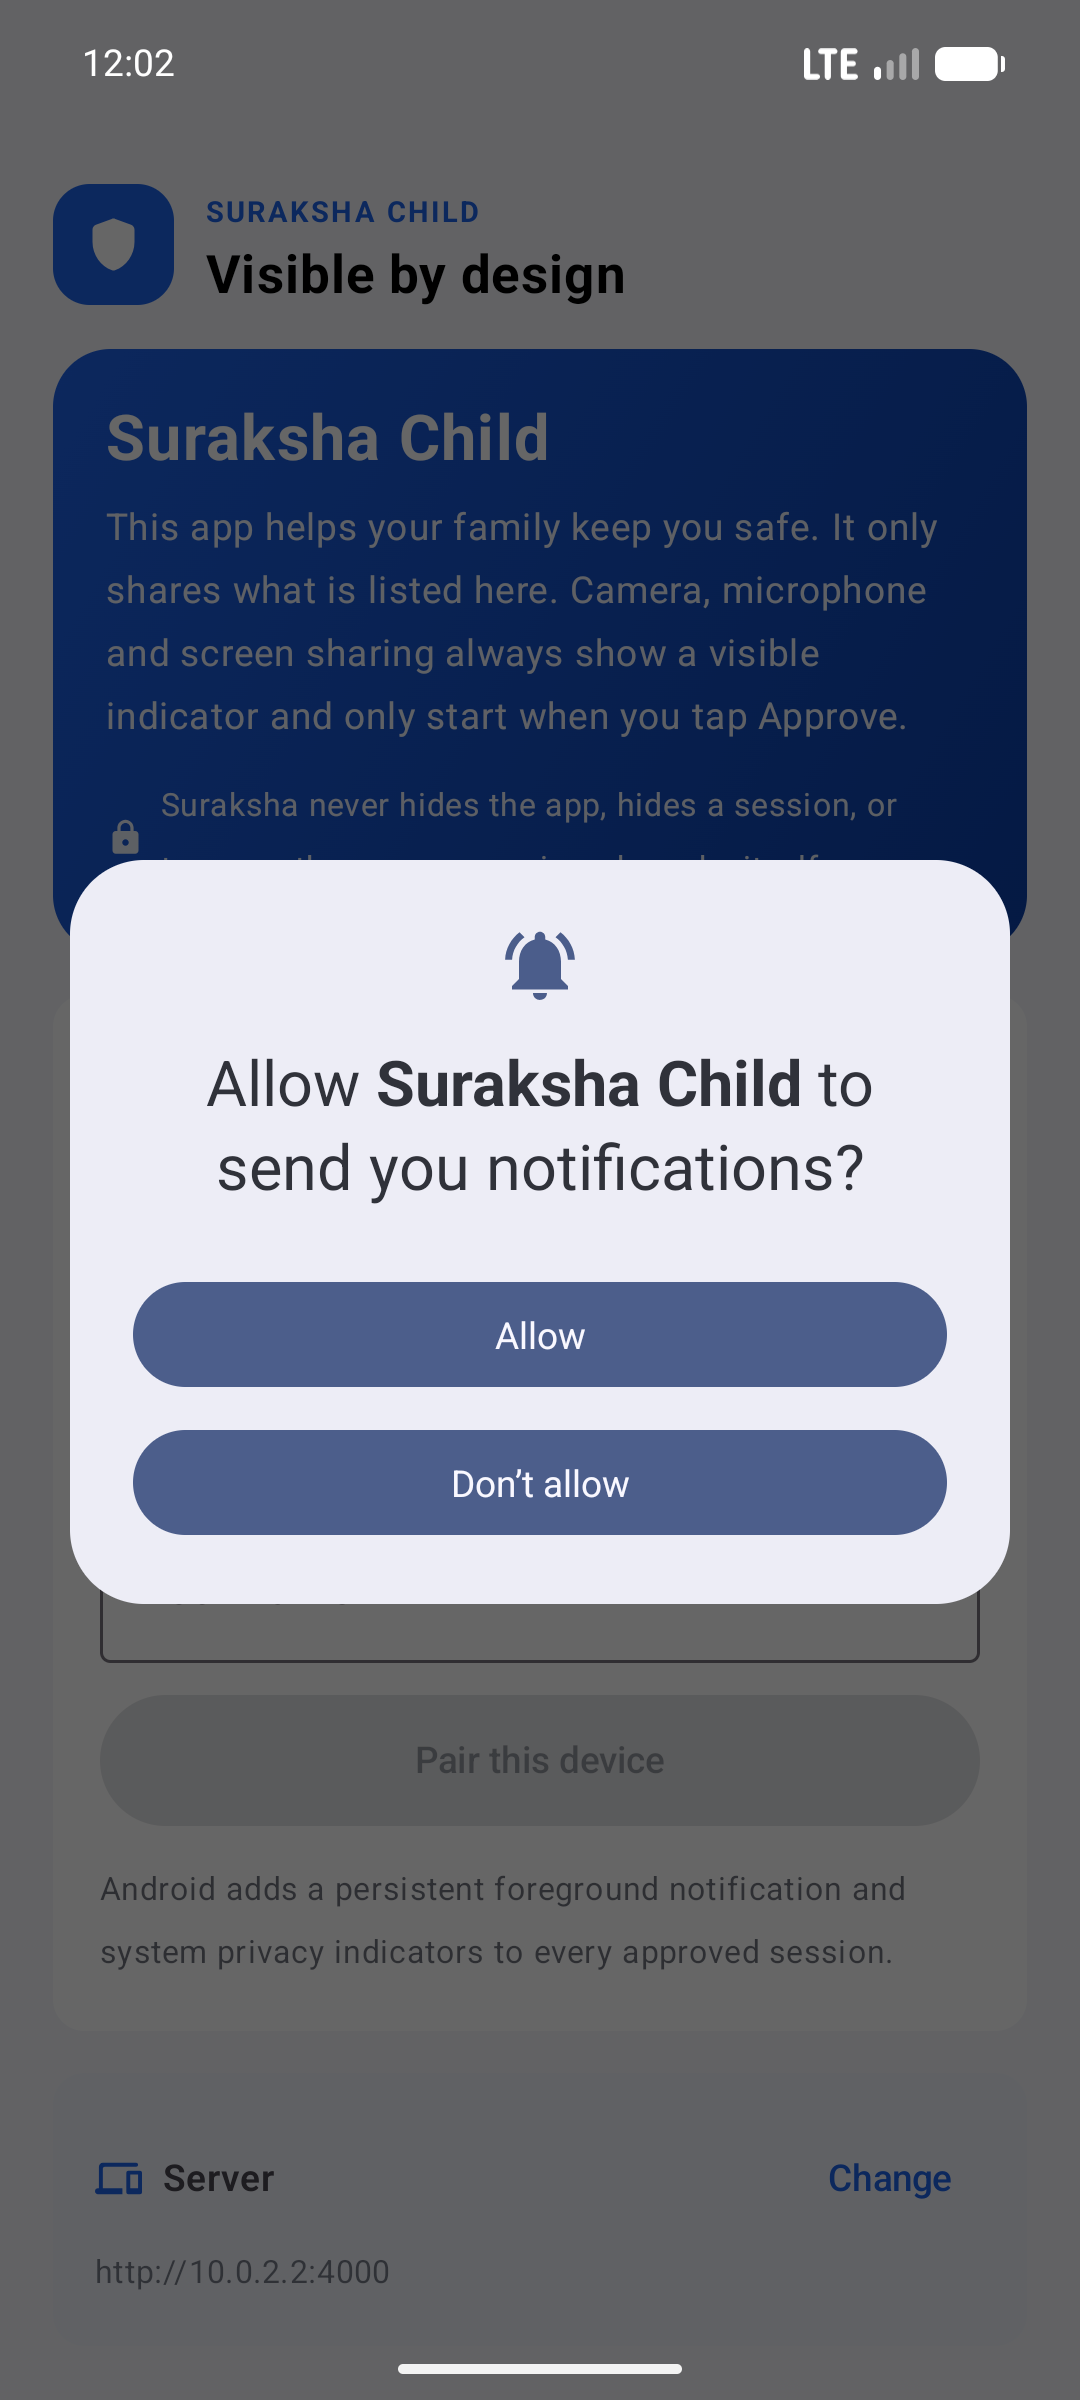 12:02
LTE
SURAKSHA CHILD
Visible by design
Suraksha Child
This app helps your family keep you safe. It only
shares what is listed here. Camera, microphone
and screen sharing always show a visible
indicator and only start when you tap Approve.
Suraksha never hides the app, hides a session, or
Allow Suraksha Child to
send you notifications?
Allow
Don’t allow
Pair this device
Android adds a persistent foreground notification and
system privacy indicators to every approved session.
Server
Change
http://10.0.2.2:4000